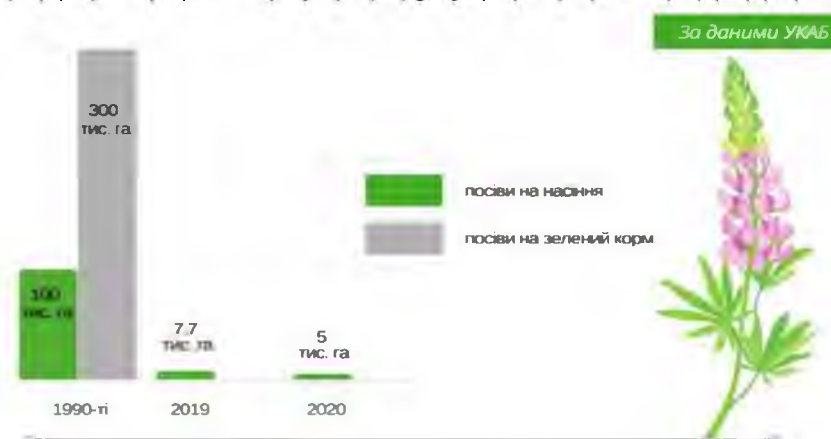 За даними УКАБ
300
тис. га
посіви на насіння
посіви на зелений корм
100
тис. га
7,7
тис. га
5
тис. га
1990-ті
2019
2020